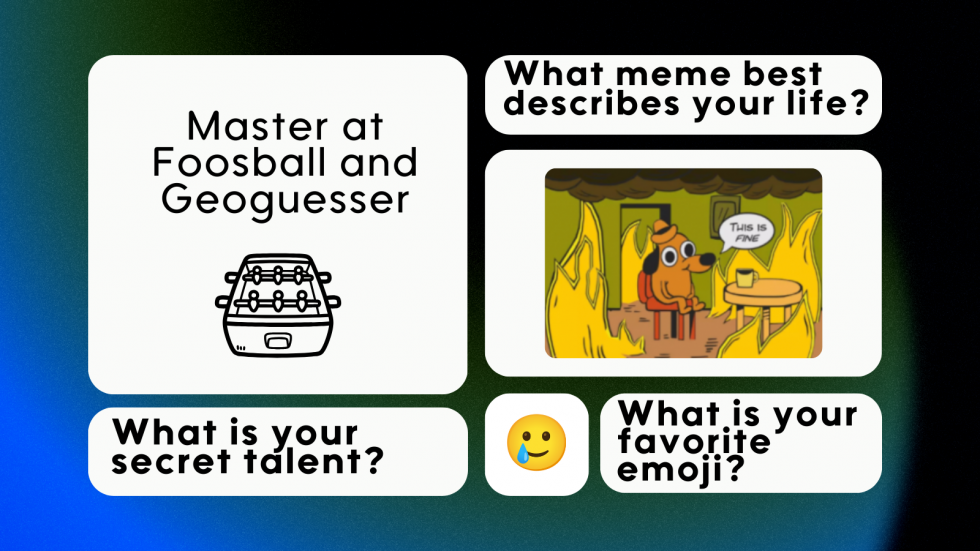 Master at
Foosball and
Geoguesser
What is your
secret talent?
What meme best
describes your life?
THIS IS
FINE
What is your
favorite
emoji?